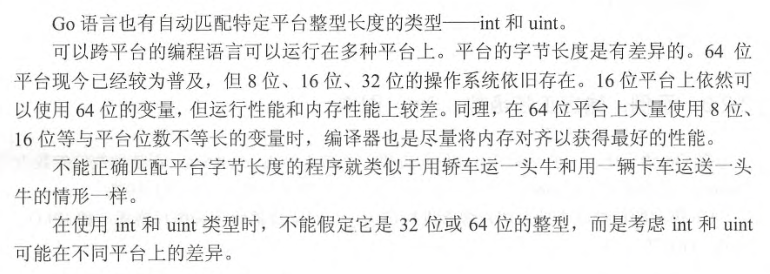 Go 语言也有自动匹配特定平台整型长度的类型——int 和 uint。
可以跨平台的编程语言可以运行在多种平台上。平台的字节长度是有差异的。64 位
平台现今已经较为普及，但 8 位、16 位、32 位的操作系统依旧存在。16 位平台上依然可
以使用 64 位的变量，但运行性能和内存性能上较差。同理，在 64 位平台上大量使用 8 位、
16 位等与平台位数不等长的变量时，编译器也是尽量将内存对齐以获得最好的性能。
不能正确匹配平台字节长度的程序就类似于用轿车运一头牛和用一辆卡车运送一头
牛的情形一样。
在使用 int 和 uint 类型时，不能假定它是 32 位或 64 位的整型，而是考虑 int 和 uint
可能在不同平台上的差异。